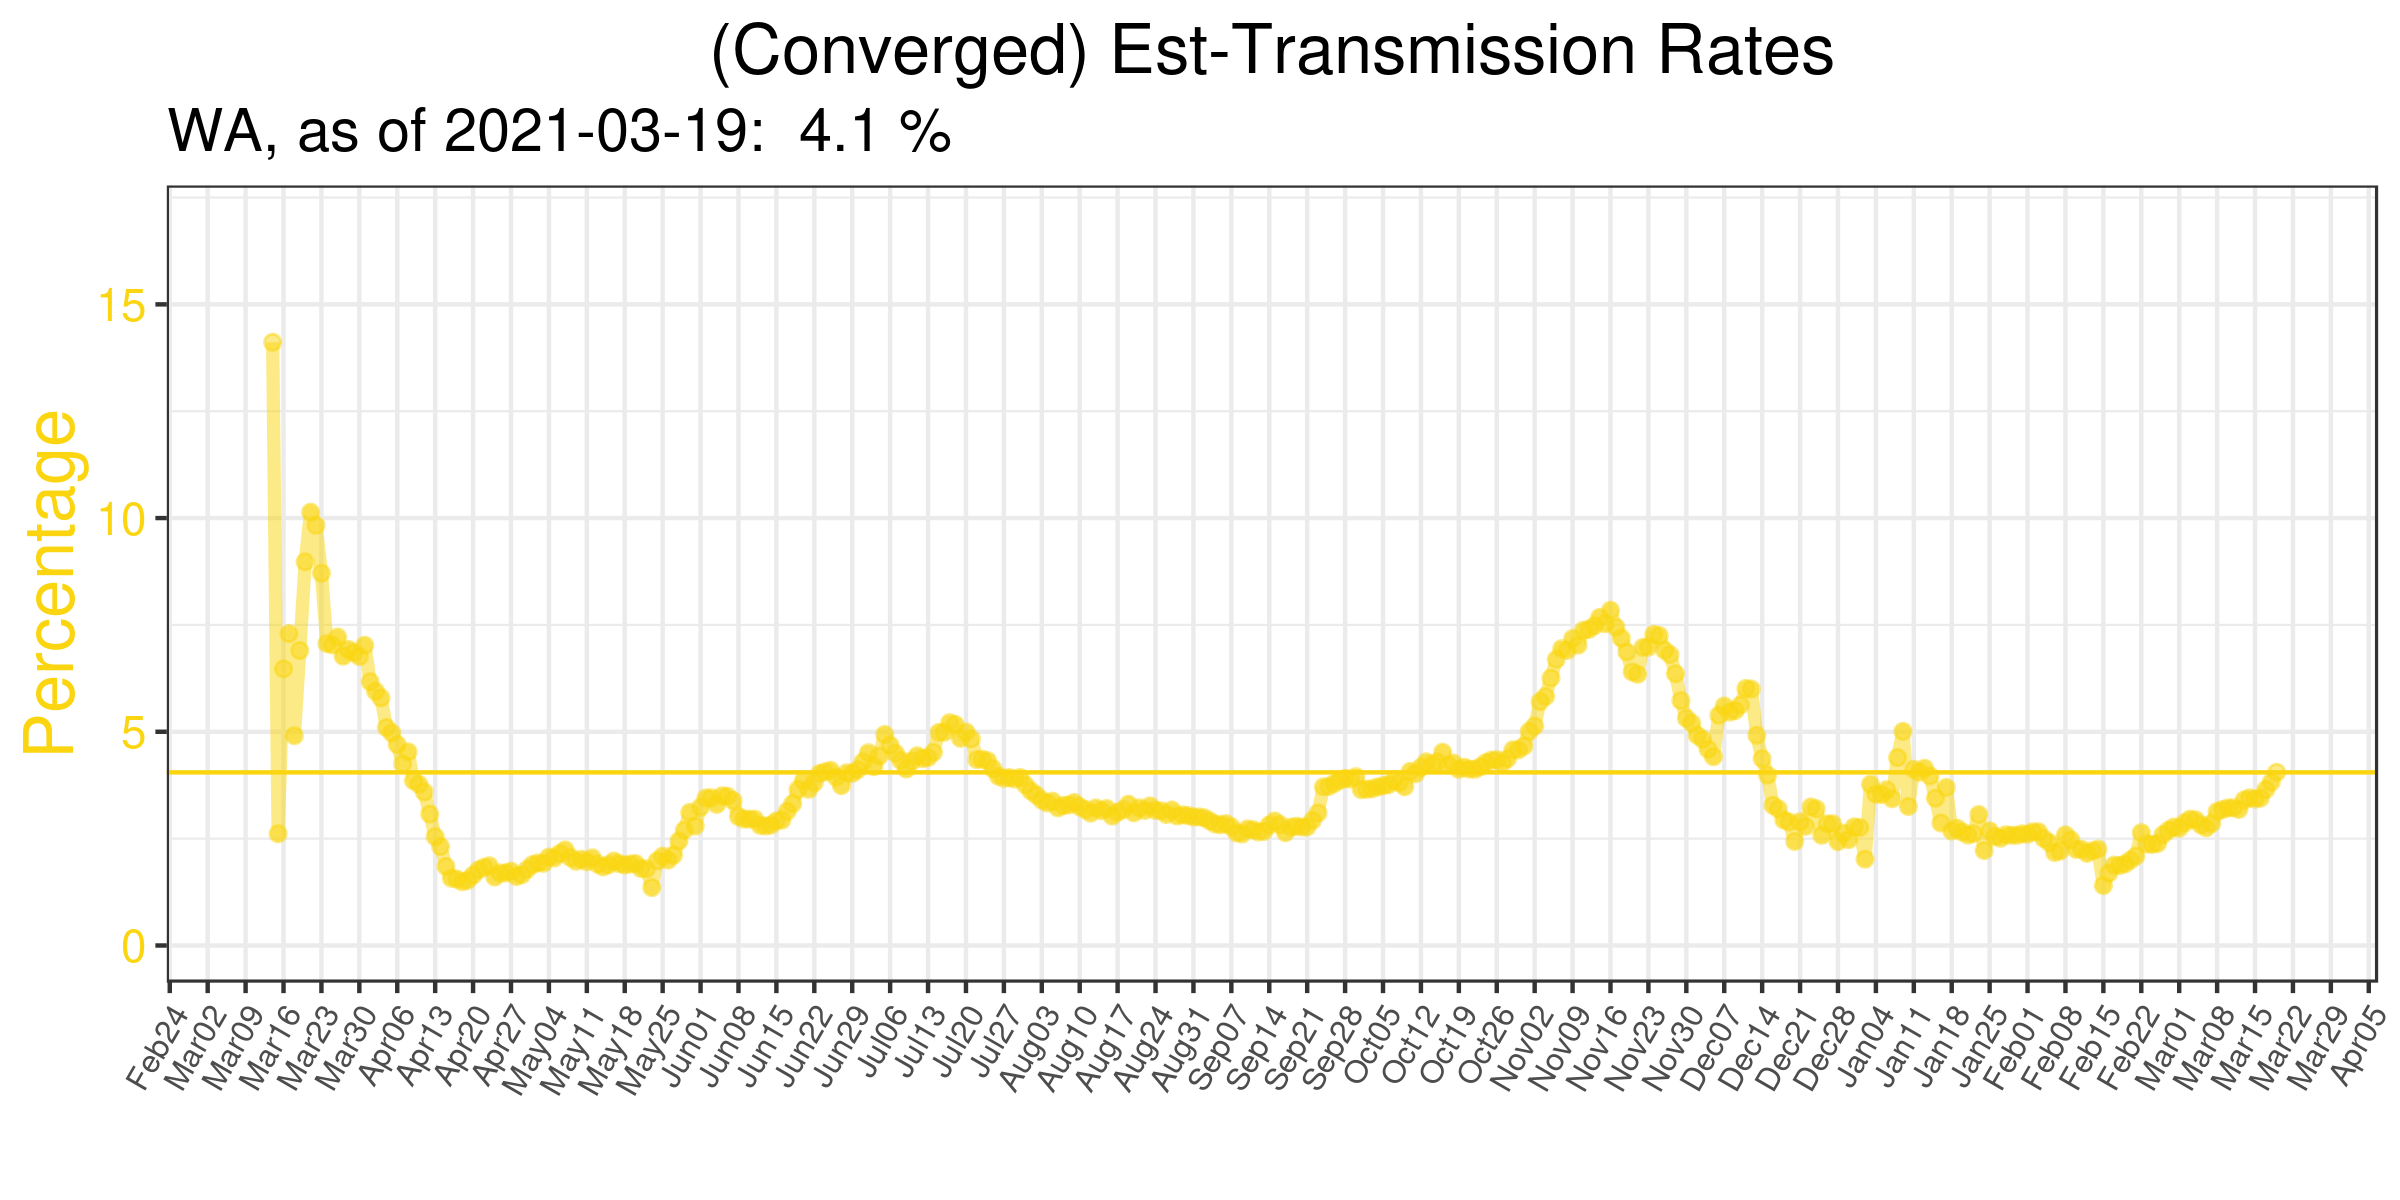 (Converged) Est-Transmission Rates
WA, as of 2021-03-19:  4.1 %
Percentage
15
10
5
0
Feb24
Mar02
Mar09
Mar16
Mar23
Mar30
Apr06
Apr13
Apr20
Apr27
May04
May11
May18
May25
Jun01
Jun08
Jun15
Jun22
Jun29
Jul06
Jul13
Jul20
Jul27
Aug03
Aug10
Aug17
Aug24
Aug31
Sep07
Sep14
Sep21
Sep28
Oct05
Oct12
Oct19
Oct26
Nov02
Nov09
Nov16
Nov23
Nov30
Dec07
Dec14
Dec21
Dec28
Jan04
Jan11
Jan18
Jan25
Feb01
Feb08
Feb15
Feb22
Mar01
Mar08
Mar15
Mar22
Mar29
Apr05